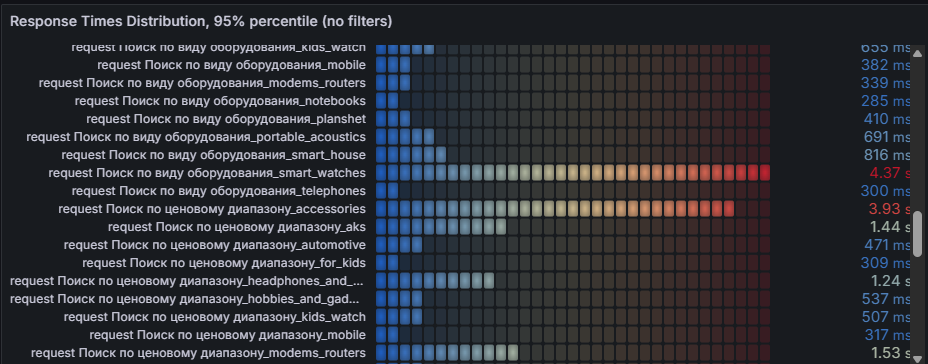 Response Times Distribution, 95% percentile (no filters)
request Поиск по виду оборудования_kids_watch 655 ms
request Поиск по виду оборудования_mobile 382 ms
request Поиск по виду оборудования_modems_routers 339 ms
request Поиск по виду оборудования_notebooks 285 ms
request Поиск по виду оборудования_planshet 410 ms
request Поиск по виду оборудования_portable_acoustics 691 ms
request Поиск по виду оборудования_smart_house 816 ms
request Поиск по виду оборудования_smart_watches 4.37 s
request Поиск по виду оборудования_telephones 300 ms
request Поиск по ценовому диапазону_accessories 3.93 s
request Поиск по ценовому диапазону_aks 1.44 s
request Поиск по ценовому диапазону_automotive 471 ms
request Поиск по ценовому диапазону_for_kids 309 ms
request Поиск по ценовому диапазону_headphones_and_... 1.24 s
request Поиск по ценовому диапазону_hobbies_and_gad... 537 ms
request Поиск по ценовому диапазону_kids_watch 507 ms
request Поиск по ценовому диапазону_mobile 317 ms
request Поиск по ценовому диапазону_modems_routers 1.53 s